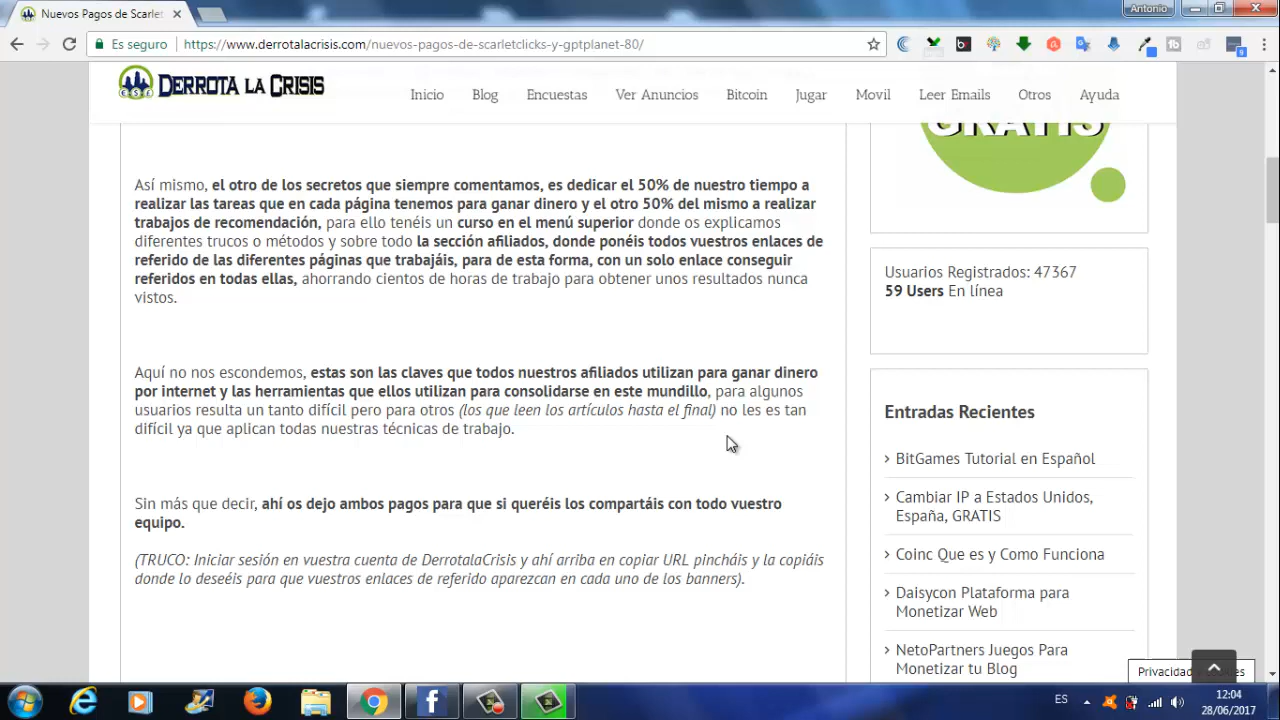 Nuevos Pagos de Scarlet
Antonio
Es seguro
https://www.derrotalacrisis.com/nuevos-pagos-de-scarletclicks-y-gptplanet-80/
DERROTA LA CRISIS
Inicio
Blog
Encuestas
Ver Anuncios
Bitcoin
Jugar
Movil
Leer Emails
Otros
Ayuda
GRATIS
Así mismo, el otro de los secretos que siempre comentamos, es dedicar el 50% de nuestro tiempo a
realizar las tareas que en cada página tenemos para ganar dinero y el otro 50% del mismo a realizar
trabajos de recomendación, para ello tenéis un curso en el menú superior donde os explicamos
diferentes trucos o métodos y sobre todo la sección afiliados, donde ponéis todos vuestros enlaces de
referido de las diferentes páginas que trabajáis, para de esta forma, con un solo enlace conseguir
referidos en todas ellas, ahorrando cientos de horas de trabajo para obtener unos resultados nunca
vistos.
Aquí no nos escondemos, estas son las claves que todos nuestros afiliados utilizan para ganar dinero
por internet y las herramientas que ellos utilizan para consolidarse en este mundillo, para algunos
usuarios resulta un tanto difícil pero para otros (los que leen los artículos hasta el final) no les es tan
difícil ya que aplican todas nuestras técnicas de trabajo.
Sin más que decir, ahí os dejo ambos pagos para que si queréis los compartáis con todo vuestro
equipo.
(TRUCO: Iniciar sesión en vuestra cuenta de DerrotalaCrisis y ahí arriba en copiar URL pincháis y la copiáis
donde lo deseéis para que vuestros enlaces de referido aparezcan en cada uno de los banners).
Usuarios Registrados: 47367
59 Users En línea
Entradas Recientes
BitGames Tutorial en Español
Cambiar IP a Estados Unidos,
España, GRATIS
Coinc Que es y Como Funciona
Daisycon Plataforma para
Monetizar Web
NetoPartners Juegos Para
Monetizar tu Blog
Privacidad y cookies
ES
12:04
28/06/2017